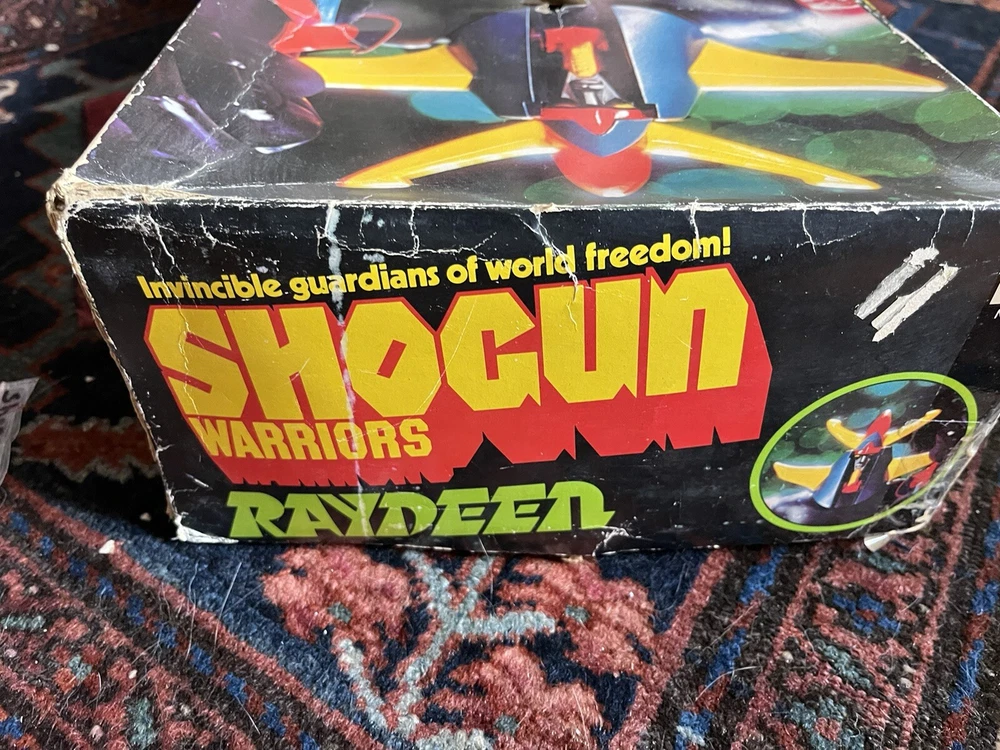 Invincible guardians of world freedom!
SHOGUN
WARRIORS
RAYDEEN